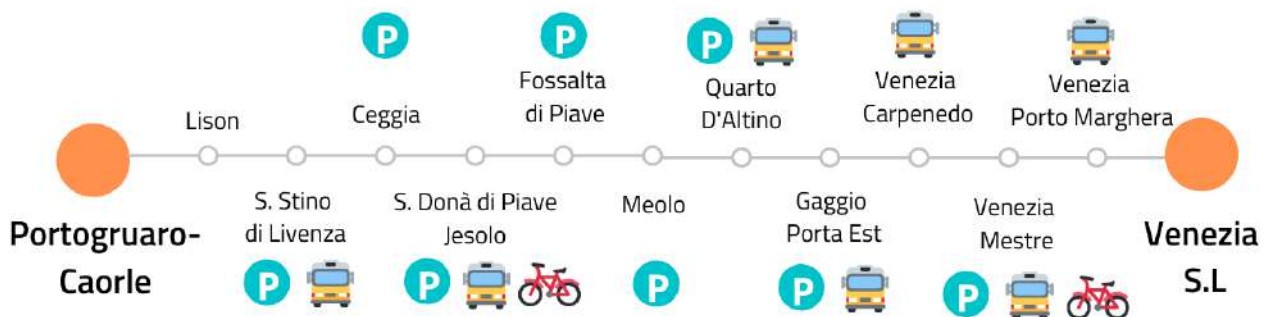 P
P
P
Fossalta
di Piave
Quarto
D'Altino
Venezia
Carpenedo
Venezia
Porto Marghera
Lison
Ceggia
Portogruaro-
Caorle
S. Stino
di Livenza
P
S. Donà di Piave
Jesolo
P
Meolo
P
Gaggio
Porta Est
P
Venezia
Mestre
P
Venezia
S.L